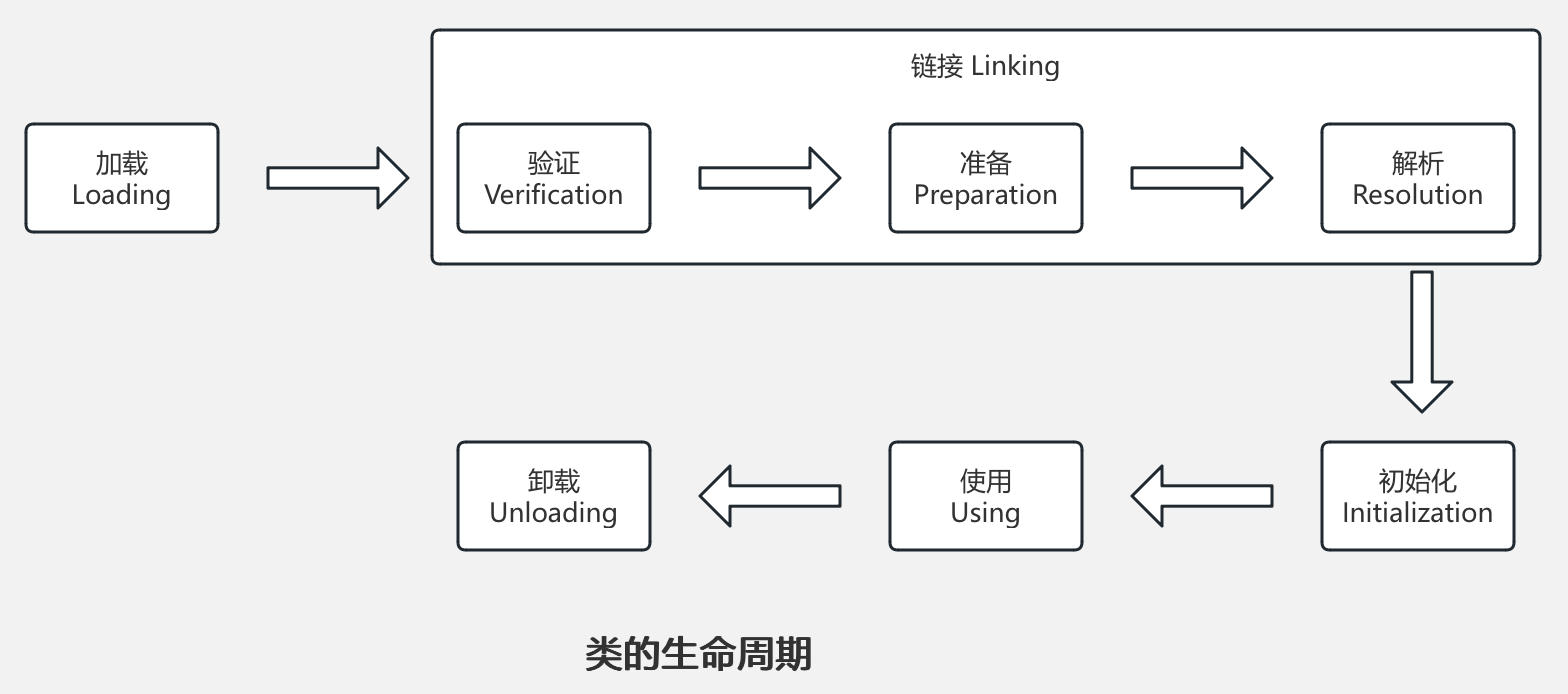 链接 Linking
加载
Loading
验证
Verification
准备
Preparation
解析
Resolution
卸载
Unloading
使用
Using
初始化
Initialization
类的生命周期